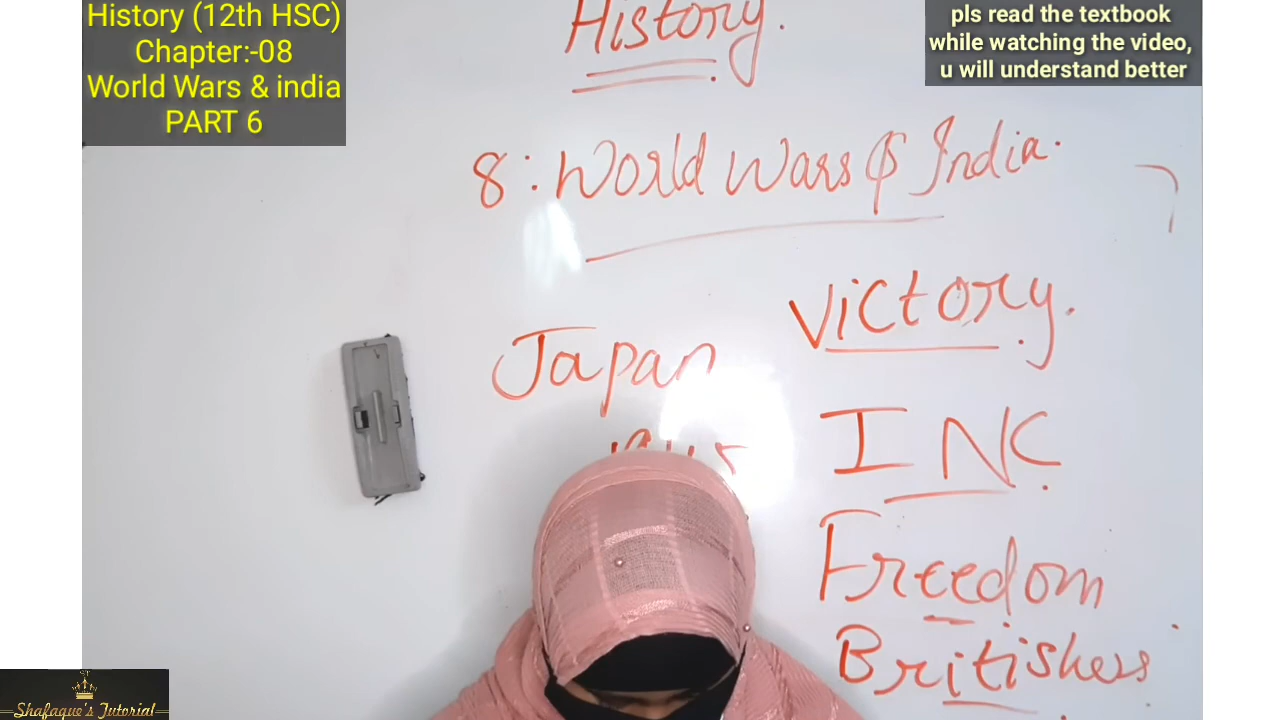 History (12th HSC)
Chapter:-08
World Wars & india
PART 6
pls read the textbook
while watching the video,
u will understand better
History.
8: World Wars & India.
Victory.
Japan
INC
Freedom
Britishers
Shafaque's Tutorial